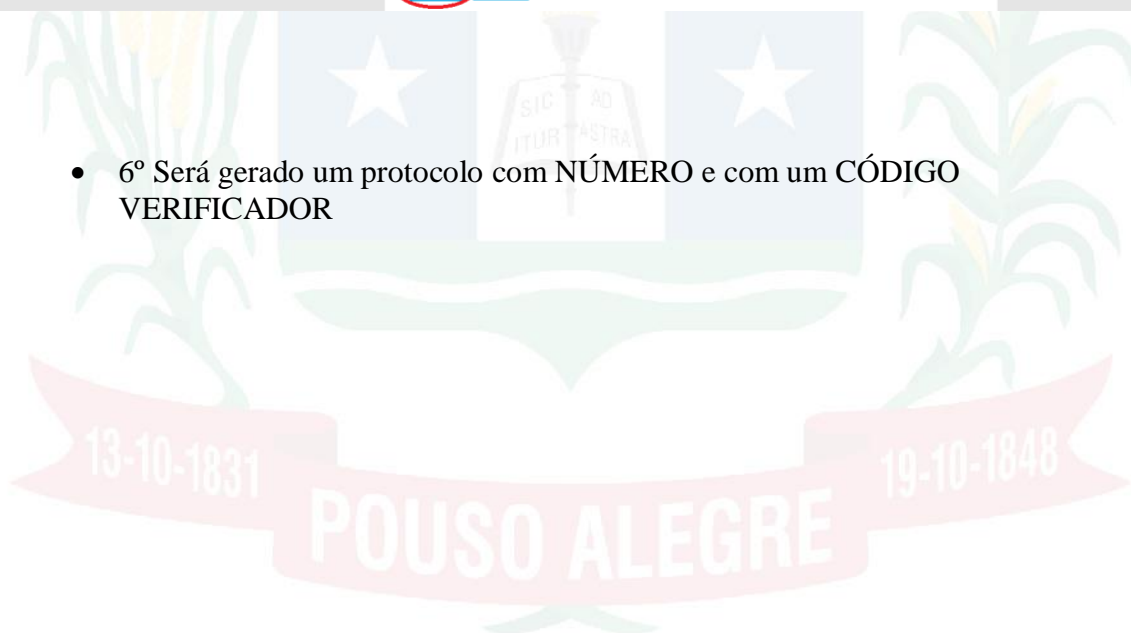 SIC AD
ITUR ASTRA
• 6º Será gerado um protocolo com NÚMERO e com um CÓDIGO
VERIFICADOR
13-10-1831
19-10-1848
POUSO ALEGRE